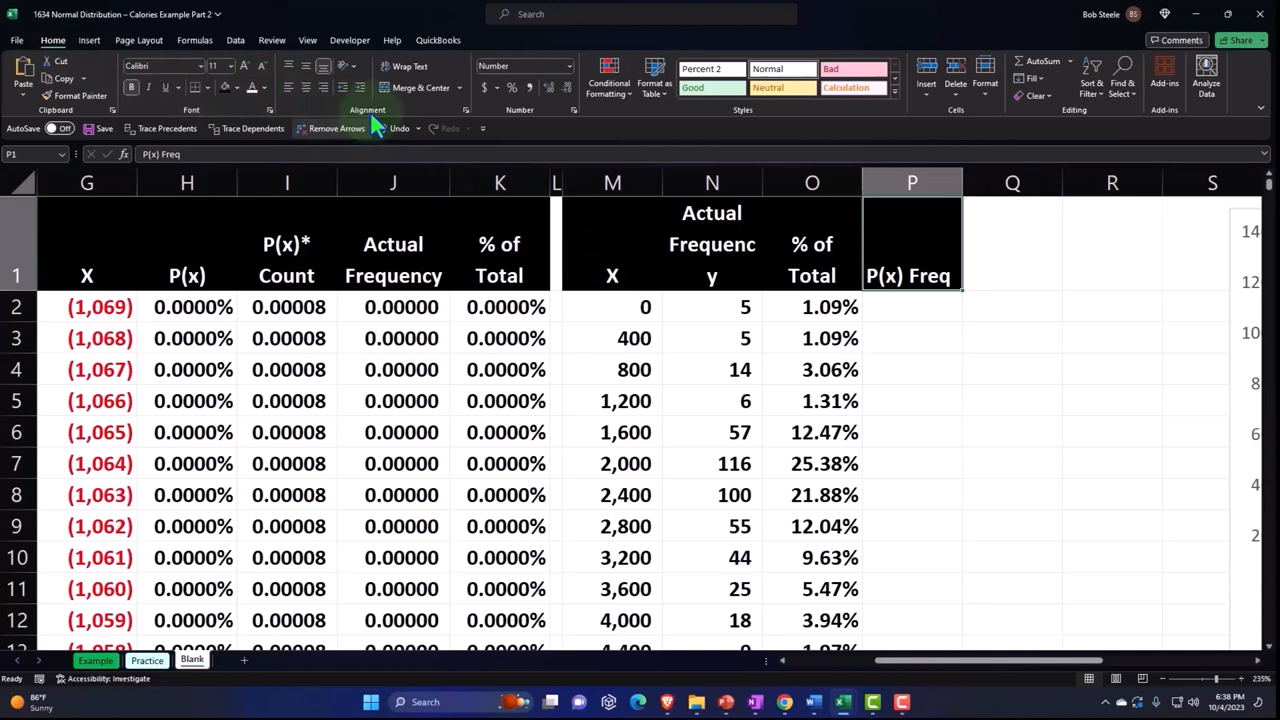 1634 Normal Distribution – Calories Example Part 2
Search
Bob Steele
BS
File
Home
Insert
Page Layout
Formulas
Data
Review
View
Developer
Help
QuickBooks
Comments
Share
Paste
Cut
Copy
Format Painter
Clipboard
Calibri
11
B
I
U
Font
Wrap Text
Merge & Center
Alignment
Number
$
%
Number
Conditional Formatting
Format as Table
Percent 2
Normal
Bad
Good
Neutral
Calculation
Styles
Insert
Delete
Format
Cells
AutoSum
Fill
Clear
Sort & Filter
Find & Select
Editing
Add-ins
Add-ins
Analyze Data
AutoSave Off
Save
Trace Precedents
Trace Dependents
Remove Arrows
Undo
Redo
P1
fx
P(x) Freq
G H I J K L M N O P Q R S
1 X P(x) P(x)* Count Actual Frequency % of Total X Actual Frequency % of Total P(x) Freq
2 (1,069) 0.0000% 0.00008 0.00000 0.0000% 0 5 1.09%
3 (1,068) 0.0000% 0.00008 0.00000 0.0000% 400 5 1.09%
4 (1,067) 0.0000% 0.00008 0.00000 0.0000% 800 14 3.06%
5 (1,066) 0.0000% 0.00008 0.00000 0.0000% 1,200 6 1.31%
6 (1,065) 0.0000% 0.00008 0.00000 0.0000% 1,600 57 12.47%
7 (1,064) 0.0000% 0.00008 0.00000 0.0000% 2,000 116 25.38%
8 (1,063) 0.0000% 0.00008 0.00000 0.0000% 2,400 100 21.88%
9 (1,062) 0.0000% 0.00008 0.00000 0.0000% 2,800 55 12.04%
10 (1,061) 0.0000% 0.00008 0.00000 0.0000% 3,200 44 9.63%
11 (1,060) 0.0000% 0.00008 0.00000 0.0000% 3,600 25 5.47%
12 (1,059) 0.0000% 0.00008 0.00000 0.0000% 4,000 18 3.94%
14
12
10
8
6
4
2
Example
Practice
Blank
Ready
Accessibility: Investigate
235%
86°F
Sunny
Search
6:38 PM
10/4/2023